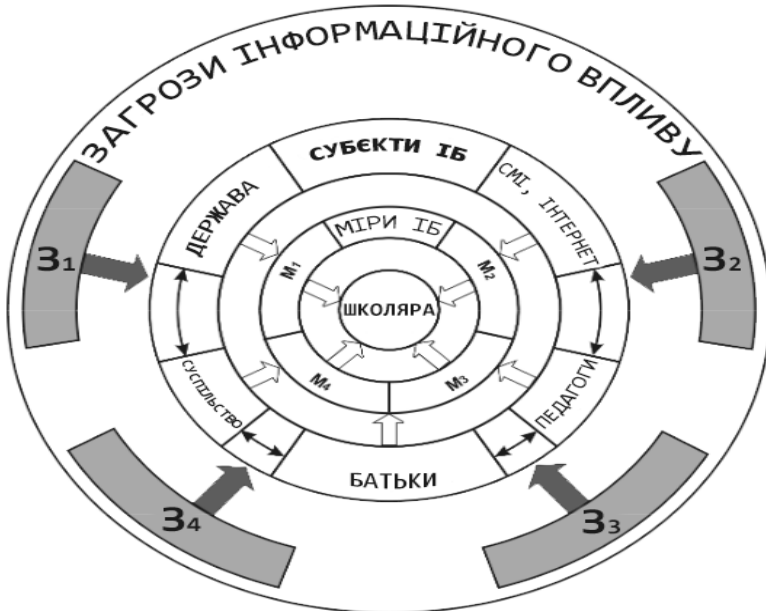 ЗАГРОЗИ ІНФОРМАЦІЙНОГО ВПЛИВУ
СУБЄКТИ ІБ
ДЕРЖАВА
СМІ, ІНТЕРНЕТ
МІРИ ІБ
З1
З2
М1
М2
ШКОЛЯРА
М4
М3
СУСПІЛЬСТВО
ПЕДАГОГИ
БАТЬКИ
З4
З3